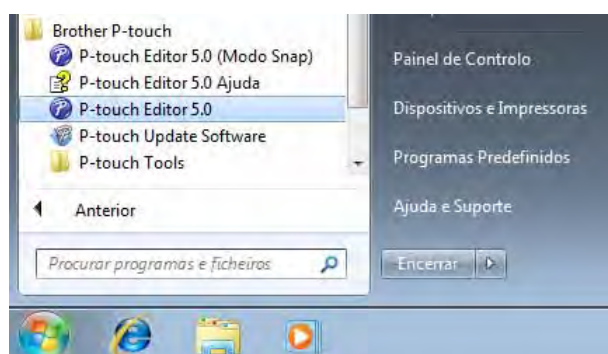 Brother P-touch
P-touch Editor 5.0 (Modo Snap)
P-touch Editor 5.0 Ajuda
P-touch Editor 5.0
P-touch Update Software
P-touch Tools
Anterior
Procurar programas e ficheiros
Painel de Controlo
Dispositivos e Impressoras
Programas Predefinidos
Ajuda e Suporte
Encerrar